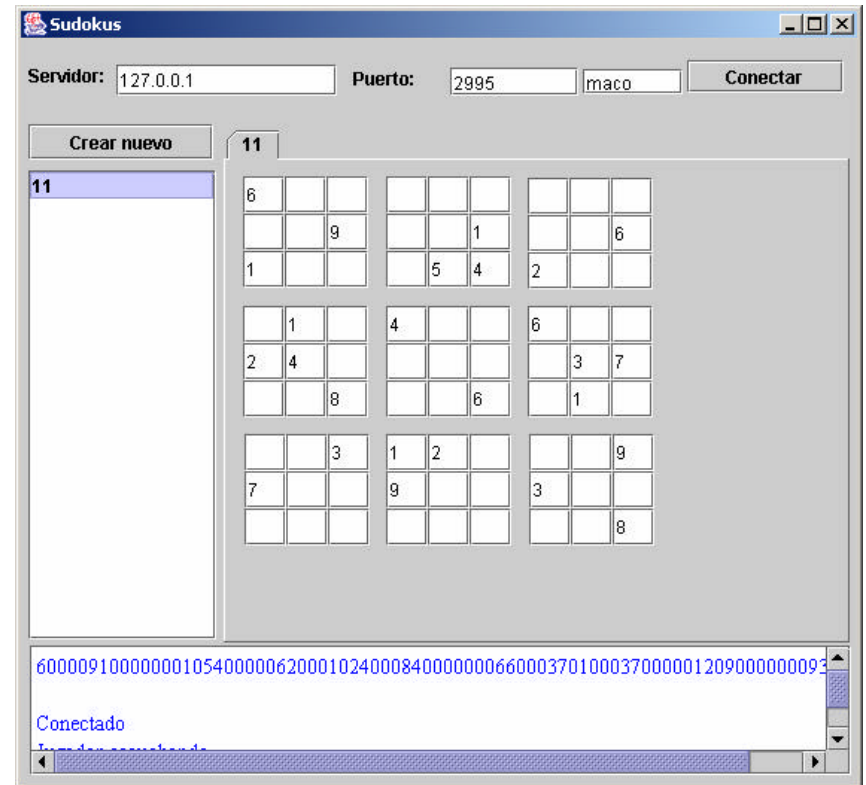 Sudokus
Servidor: 127.0.0.1 Puerto: 2995 maco Conectar
Crear nuevo 11
11
6
9 1 6
1 5 4 2
1 4 6
2 4 3 7
8 6 1
3 1 2 9
7 9 3
8
6000091000000010540000062000102400084000000066000370100037000001209000000093
Conectado